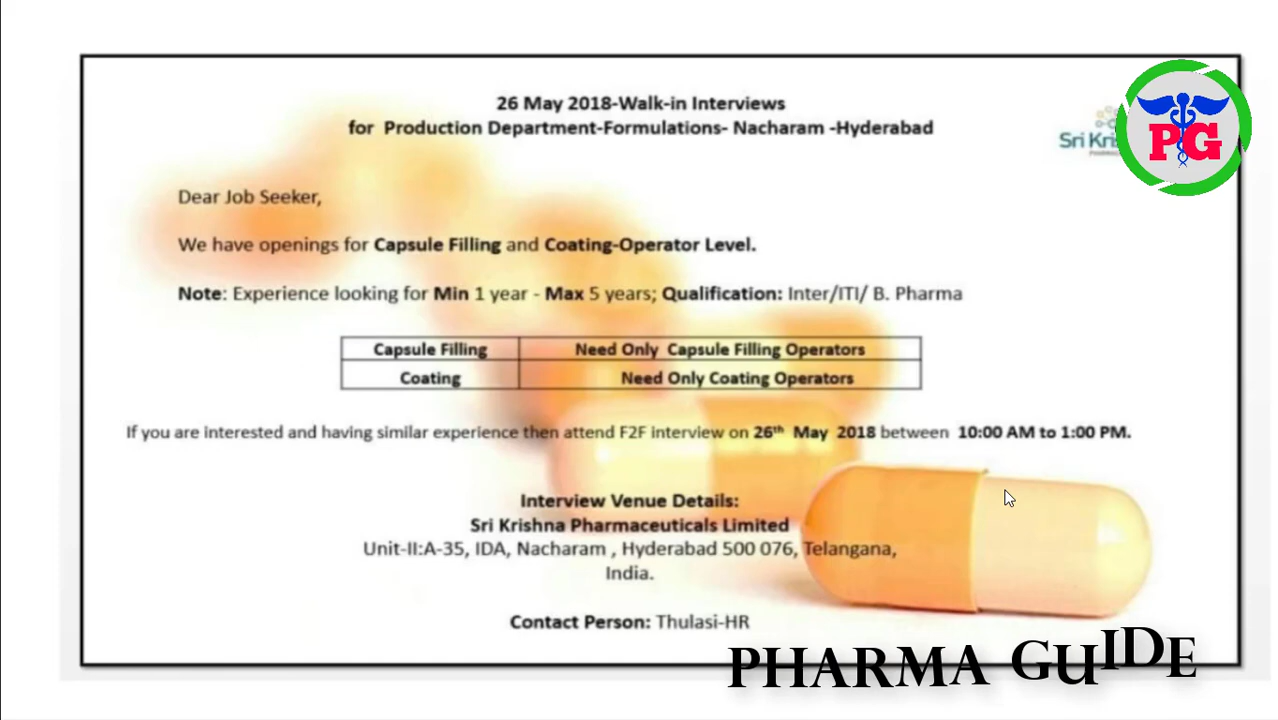 26 May 2018-Walk-in Interviews
for Production Department-Formulations- Nacharam -Hyderabad
Sri
PG
Dear Job Seeker,
We have openings for Capsule Filling and Coating-Operator Level.
Note: Experience looking for Min 1 year - Max 5 years; Qualification: Inter/ITI/ B. Pharma
Capsule Filling Need Only Capsule Filling Operators
Coating Need Only Coating Operators
If you are interested and having similar experience then attend F2F interview on 26th May 2018 between 10:00 AM to 1:00 PM.
Interview Venue Details:
Sri Krishna Pharmaceuticals Limited
Unit-II:A-35, IDA, Nacharam , Hyderabad 500 076, Telangana,
India.
Contact Person: Thulasi-HR
PHARMA GUIDE